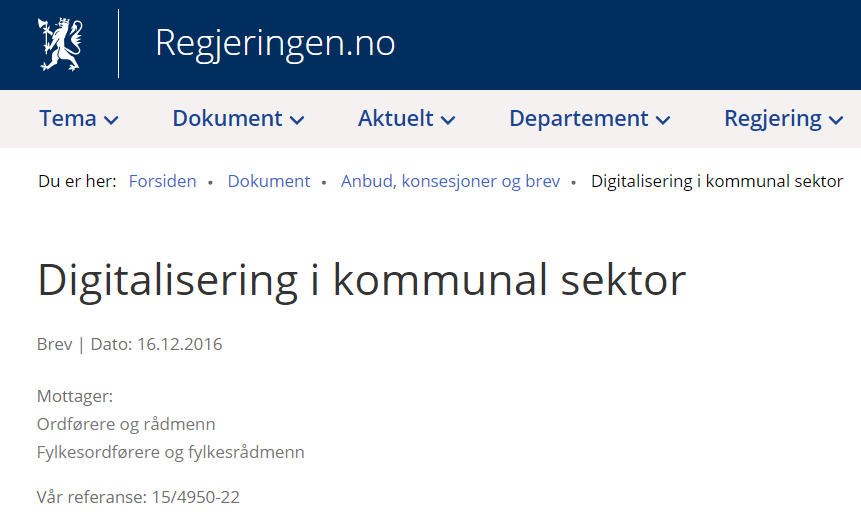 Regjeringen.no
Tema Dokument Aktuelt Departement Regjering
Du er her: Forsiden • Dokument • Anbud, konsesjoner og brev • Digitalisering i kommunal sektor
Digitalisering i kommunal sektor
Brev | Dato: 16.12.2016
Mottager:
Ordførere og rådmenn
Fylkesordførere og fylkesrådmenn
Vår referanse: 15/4950-22